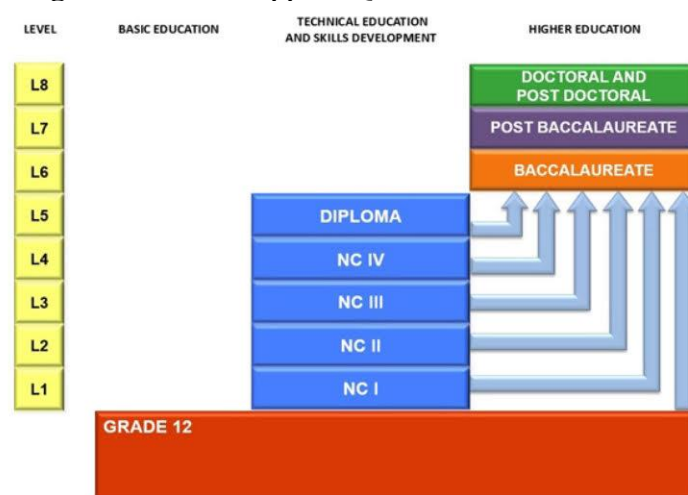 LEVEL
BASIC EDUCATION
TECHNICAL EDUCATION
AND SKILLS DEVELOPMENT
HIGHER EDUCATION
L8
DOCTORAL AND
POST DOCTORAL
L7
POST BACCALAUREATE
L6
BACCALAUREATE
L5
DIPLOMA
L4
NC IV
L3
NC III
L2
NC II
L1
NC I
GRADE 12